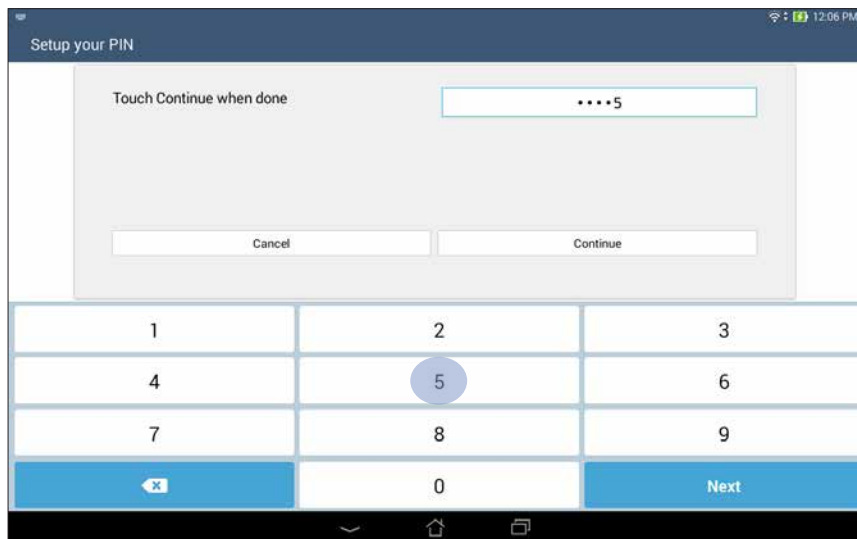 12:06 PM
Setup your PIN
Touch Continue when done
••••5
Cancel Continue
1 2 3
4 5 6
7 8 9
0 Next